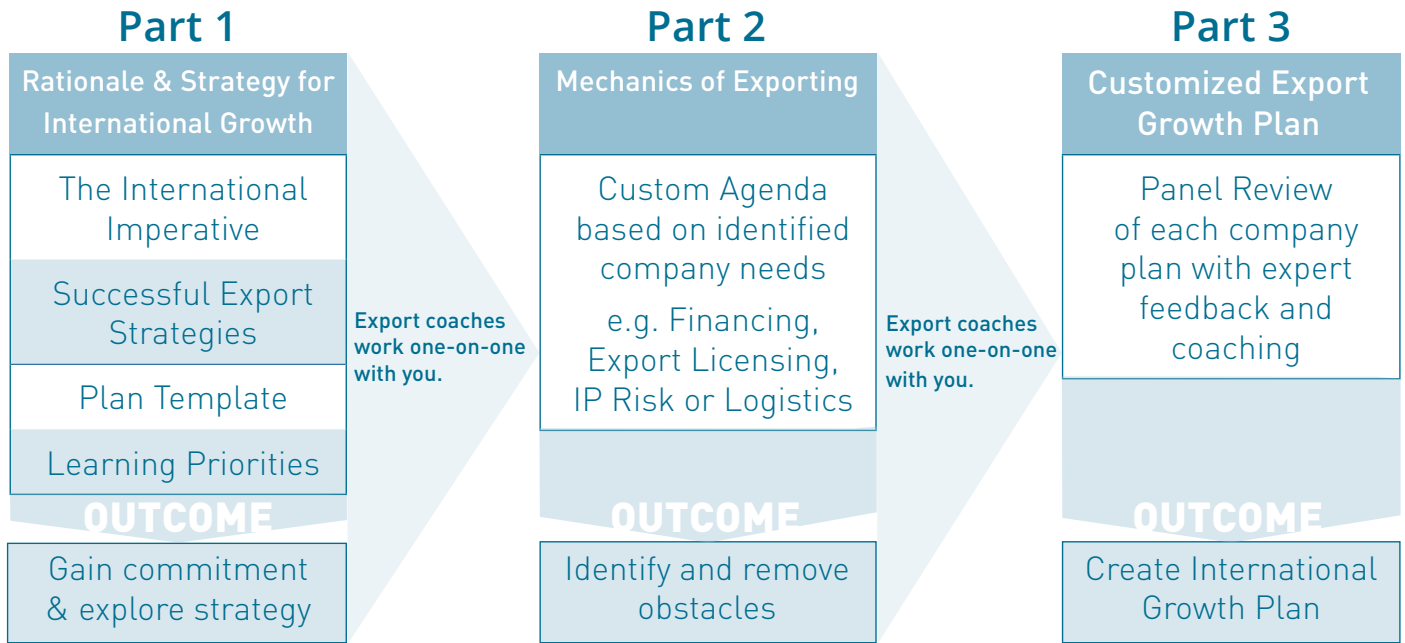 Part 1
Rationale & Strategy for
International Growth
The International
Imperative
Successful Export
Strategies
Plan Template
Learning Priorities
OUTCOME
Gain commitment
& explore strategy
Export coaches
work one-on-one
with you.
Part 2
Mechanics of Exporting
Custom Agenda
based on identified
company needs
e.g. Financing,
Export Licensing,
IP Risk or Logistics
OUTCOME
Identify and remove
obstacles
Export coaches
work one-on-one
with you.
Part 3
Customized Export
Growth Plan
Panel Review
of each company
plan with expert
feedback and
coaching
OUTCOME
Create International
Growth Plan